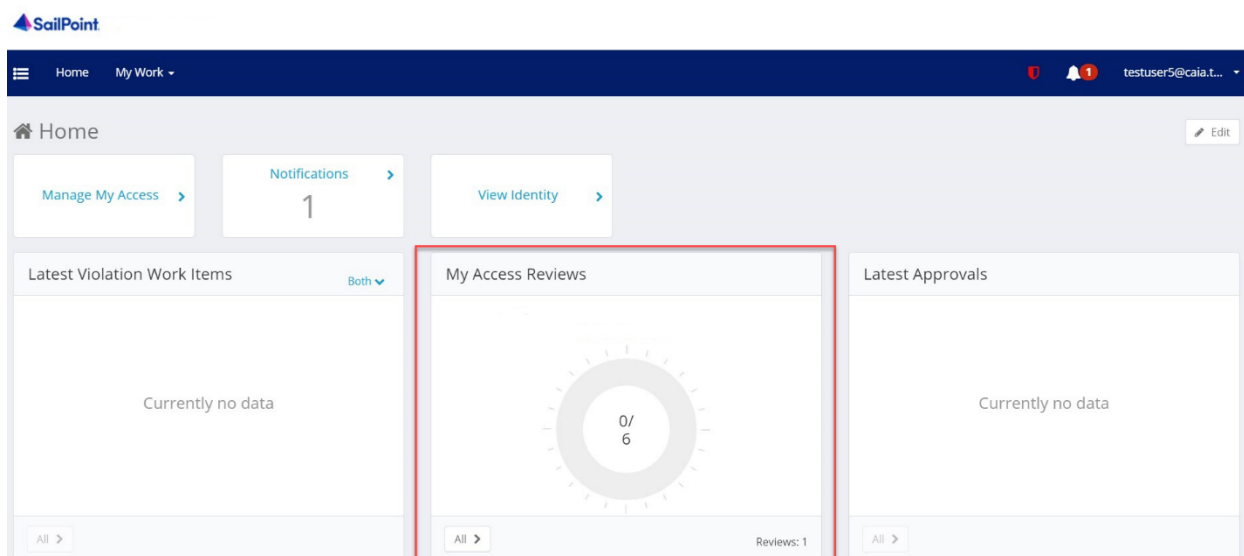 SailPoint
Home My Work testuser5@caia.t...
1
Home
Edit
Manage My Access
Notifications
1
View Identity
Latest Violation Work Items
Both
Currently no data
All
My Access Reviews
0/
6
All
Reviews: 1
Latest Approvals
Currently no data
All